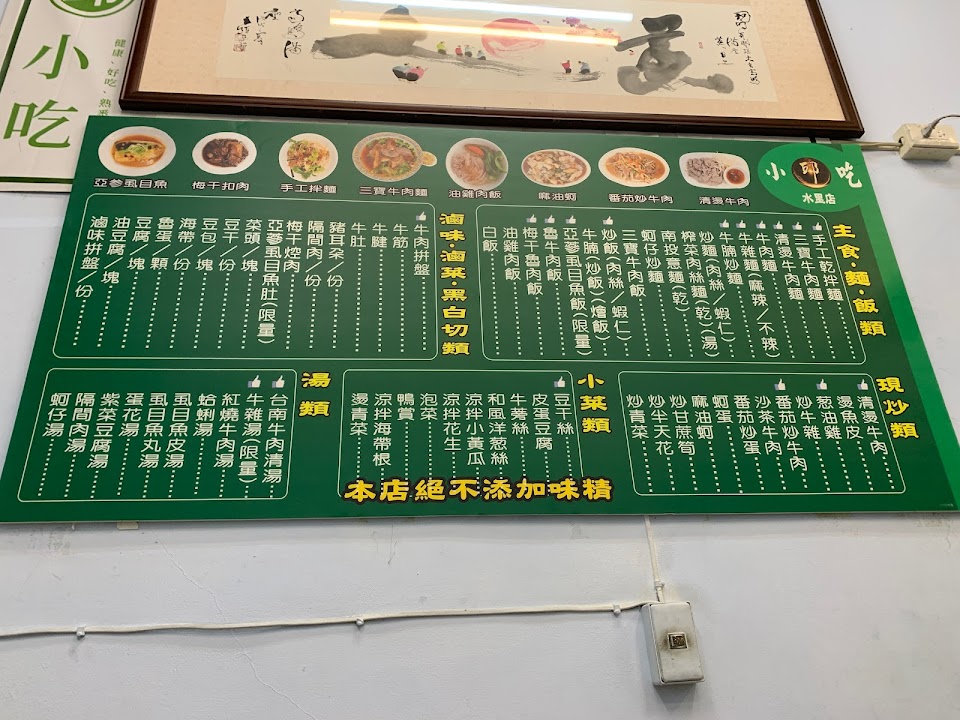 小吃
健康、好吃、熱
亞參虱目魚
梅干扣肉
手工拌麵
三寶牛肉麵
油雞肉飯
麻油蚵
番茄炒牛肉
清燙牛肉
小 吃
水里店
主食·麵·飯類
手工乾拌麵
三寶牛肉麵
清燙牛肉麵
牛肉麵(麻辣/不辣)
牛雜麵
牛腩炒麵
炒麵(肉絲/蝦仁)
榨菜肉絲麵(乾)(湯)
南投意麵(乾)
蚵仔炒麵
三寶牛肉飯
炒飯(肉絲/蝦仁)
牛腩(炒飯)(燴飯)
亞參虱目魚飯(限量)
魯牛肉飯
梅干魯肉飯
油雞肉飯
白飯
滷味·滷菜·黑白切類
牛肉拼盤
牛筋
牛腱
牛肚
豬耳朵/份
隔間肉/份
梅干焢肉
亞參虱目魚肚(限量)
菜頭/塊
豆干/份
豆包/塊
海帶/份
魯蛋/顆
豆腐/塊
油豆腐/塊
滷味拼盤/份
現炒類
清燙牛肉
燙魚皮
蔥油雞
炒牛雜
番茄炒牛肉
沙茶牛肉
番茄炒蛋
蚵蛋
麻油蚵
炒甘蔗筍
炒半天花
炒青菜
小菜類
豆干絲
皮蛋豆腐
牛蒡絲
和風洋蔥絲
涼拌小黃瓜
涼拌花生
泡菜
鴨賞
涼拌海帶根
燙青菜
湯類
台南牛肉清湯
牛雜湯(限量)
紅燒牛肉湯
蛤蜊湯
虱目魚皮湯
虱目魚丸湯
蛋花湯
紫菜豆腐湯
隔間肉湯
蚵仔湯
本店絕不添加味精